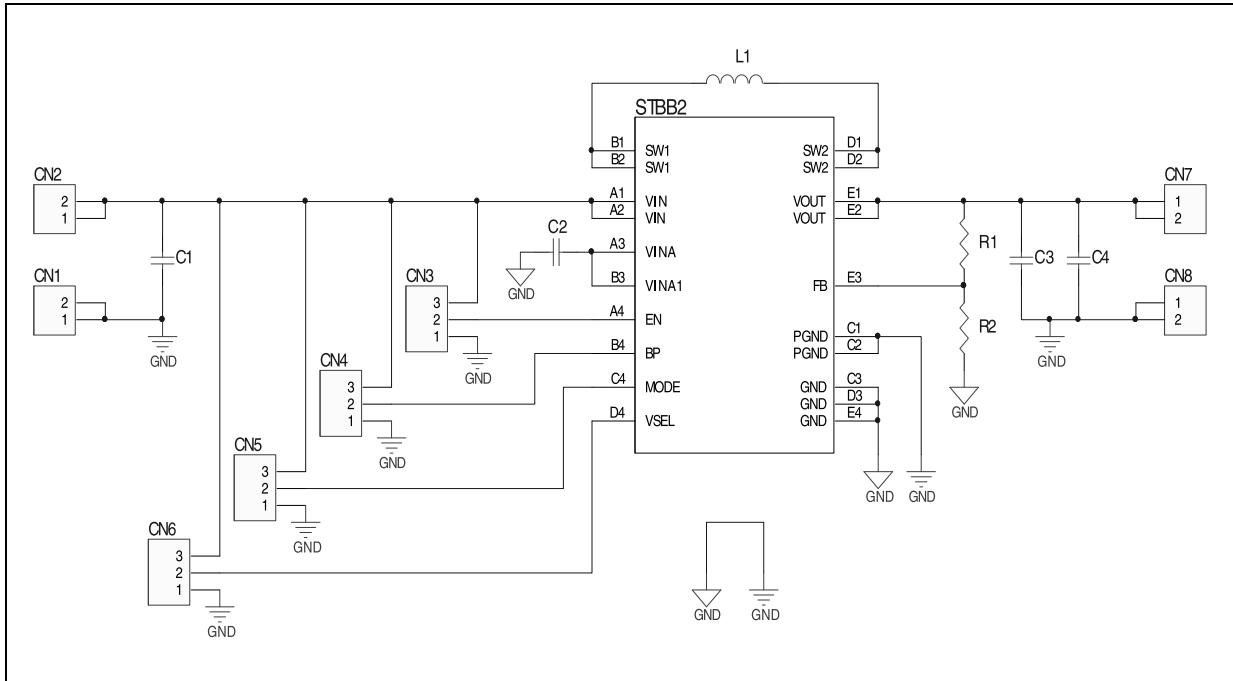 L1
STBB2
B1 SW1 SW2 D1
B2 SW1 SW2 D2
CN2
2
1
A1 VIN VOUT E1
A2 VIN VOUT E2
CN7
1
2
C1
C2
A3 VINA
GND
R1
C3
C4
CN1
2
1
CN3
3
2
1
B3 VINA1 FB E3
CN8
1
2
A4 EN
R2
PGND C1
PGND C2
GND
GND
GND
CN4
3
2
1
B4 BP
C4 MODE GND C3
GND D3
D4 VSEL GND E4
GND
GND
CN5
3
2
1
GND
GND
GND
CN6
3
2
1
GND
GND
GND